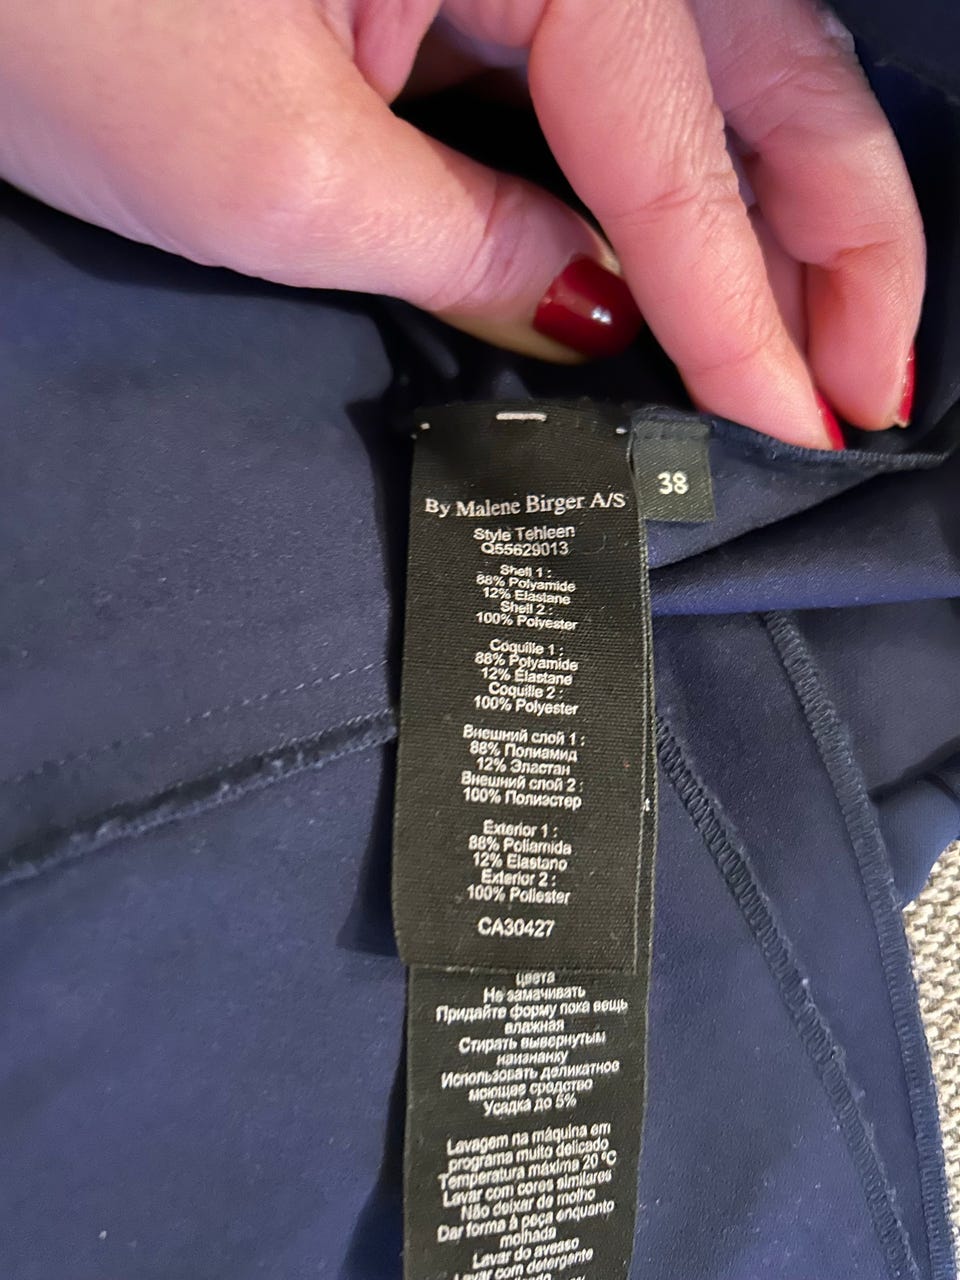 By Malene Birger A/S
38
Style Tehleen
Q55629013
Shell 1 :
88% Polyamide
12% Elastane
Shell 2 :
100% Polyester
Coquille 1 :
88% Polyamide
12% Élastane
Coquille 2 :
100% Polyester
Внешний слой 1 :
88% Полиамид
12% Эластан
Внешний слой 2 :
100% Полиэстер
Exterior 1 :
88% Poliamida
12% Elastano
Exterior 2 :
100% Poliester
CA30427
цвета
Не замачивать
Придайте форму пока вещь
влажная
Стирать вывернутым
наизнанку
Использовать деликатное
моющее средство
Усадка до 5%
Lavagem na máquina em
programa muito delicado
Temperatura máxima 20 °C
Lavar com cores similares
Não deixar de molho
Dar forma à peça enquanto
molhada
Lavar do avesso
Lavar com detergente